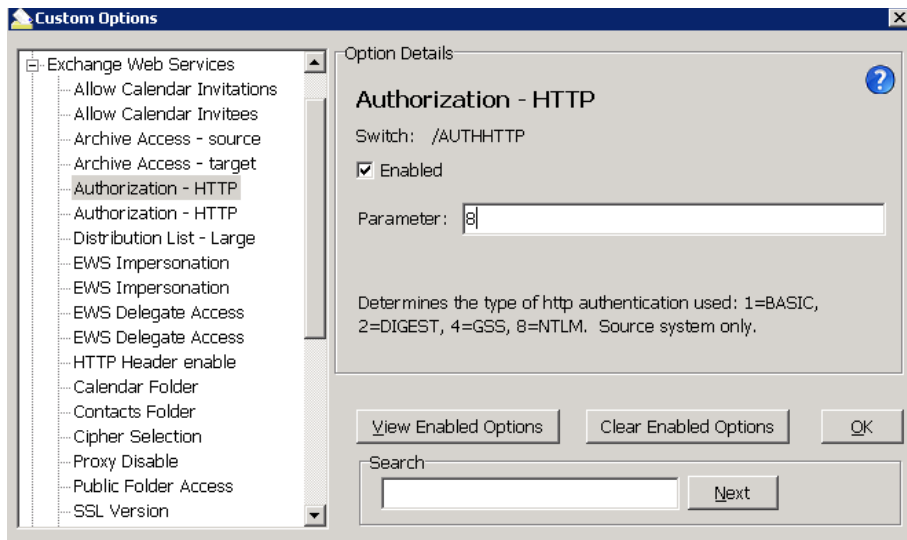 Custom Options
Exchange Web Services
Allow Calendar Invitations
Allow Calendar Invitees
Archive Access - source
Archive Access - target
Authorization - HTTP
Authorization - HTTP
Distribution List - Large
EWS Impersonation
EWS Impersonation
EWS Delegate Access
EWS Delegate Access
HTTP Header enable
Calendar Folder
Contacts Folder
Cipher Selection
Proxy Disable
Public Folder Access
SSL Version
Option Details
?
Authorization - HTTP
Switch: /AUTHHTTP
Enabled
Parameter: 8
Determines the type of http authentication used: 1=BASIC,
2=DIGEST, 4=GSS, 8=NTLM. Source system only.
View Enabled Options Clear Enabled Options OK
Search
Next